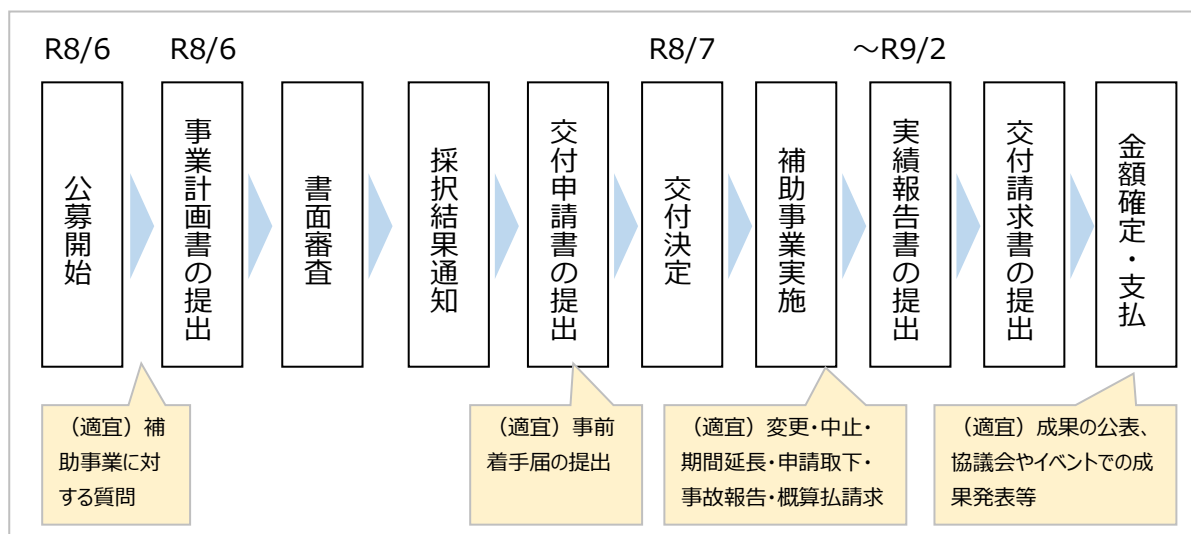 R8/6
R8/6
R8/7
～R9/2
公募開始
事業計画書の提出
書面審査
採択結果通知
交付申請書の提出
交付決定
補助事業実施
実績報告書の提出
交付請求書の提出
金額確定・支払
（適宜）補
助事業に対
する質問
（適宜）事前
着手届の提出
（適宜）変更・中止・
期間延長・申請取下・
事故報告・概算払請求
（適宜）成果の公表、
協議会やイベントでの成
果発表等